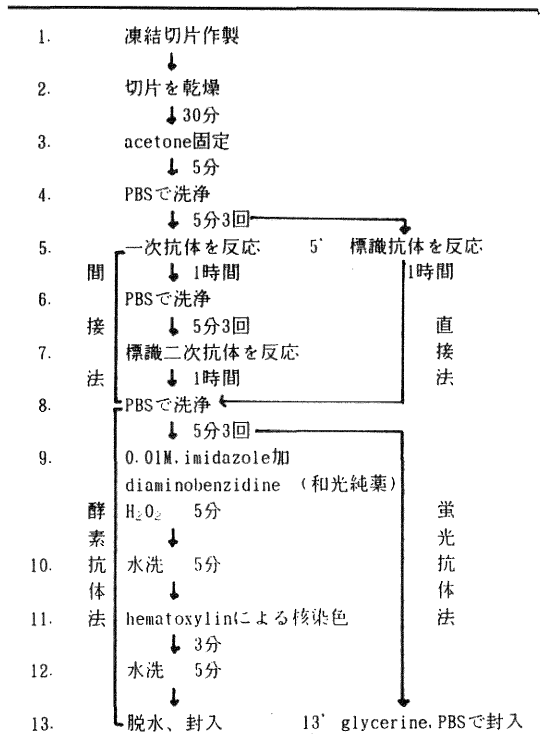 1. 凍結切片作製
2. 切片を乾燥
30分
3. acetone固定
5分
4. PBSで洗浄
5分3回
5. 一次抗体を反応 5' 標識抗体を反応
間 1時間 1時間
6. PBSで洗浄
接 5分3回 直
7. 標識二次抗体を反応 接
法 1時間 法
8. PBSで洗浄
5分3回
9. 0.01M.imidazole加
diaminobenzidine (和光純薬)
酵 H₂O₂ 5分 蛍
素 光
10. 抗 水洗 5分 抗
体 体
11. 法 hematoxylinによる核染色 法
3分
12. 水洗 5分
13. 脱水、封入 13' glycerine.PBSで封入